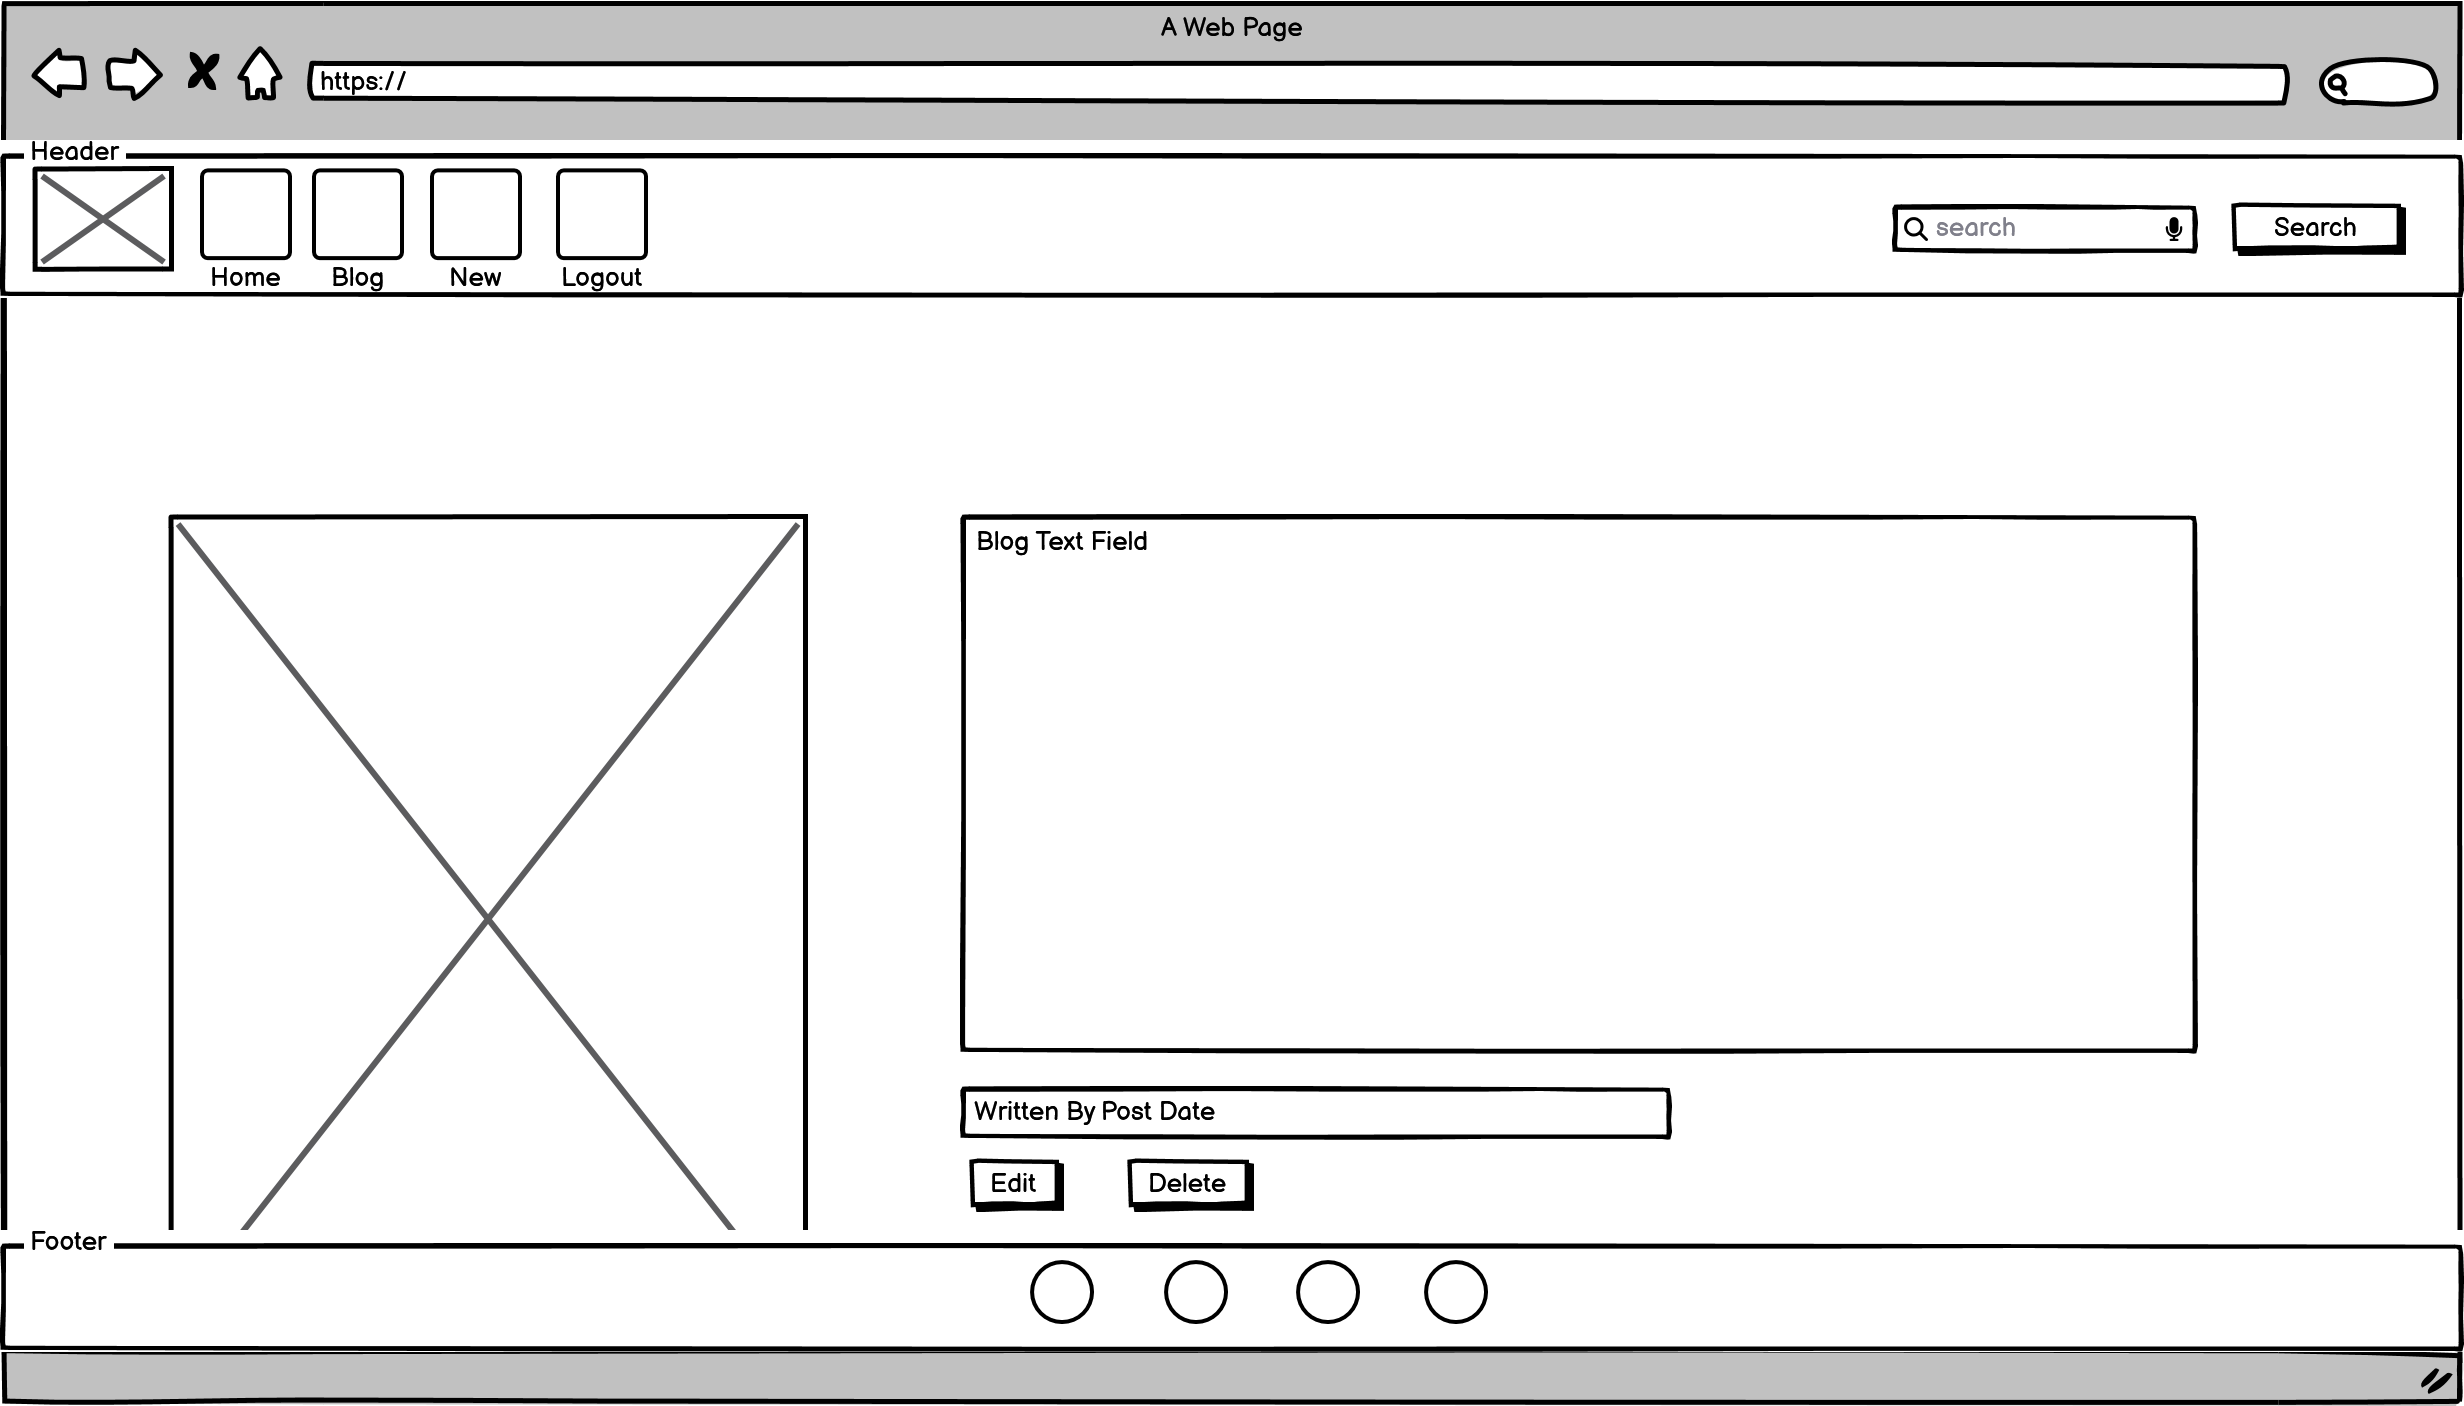 A Web Page
https://
Header
Home Blog New Logout
search
Search
Blog Text Field
Written By Post Date
Edit Delete
Footer